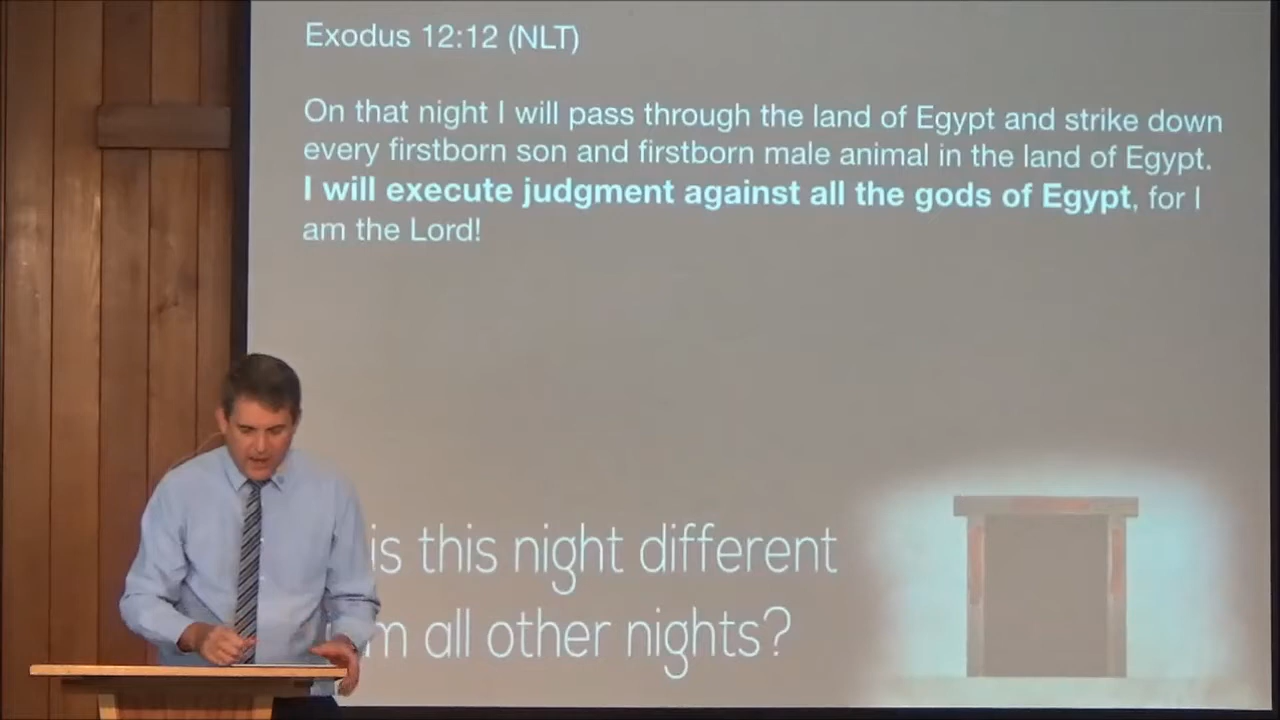 Exodus 12:12 (NLT)
On that night I will pass through the land of Egypt and strike down
every firstborn son and firstborn male animal in the land of Egypt.
I will execute judgment against all the gods of Egypt, for I
am the Lord!
is this night different
m all other nights?